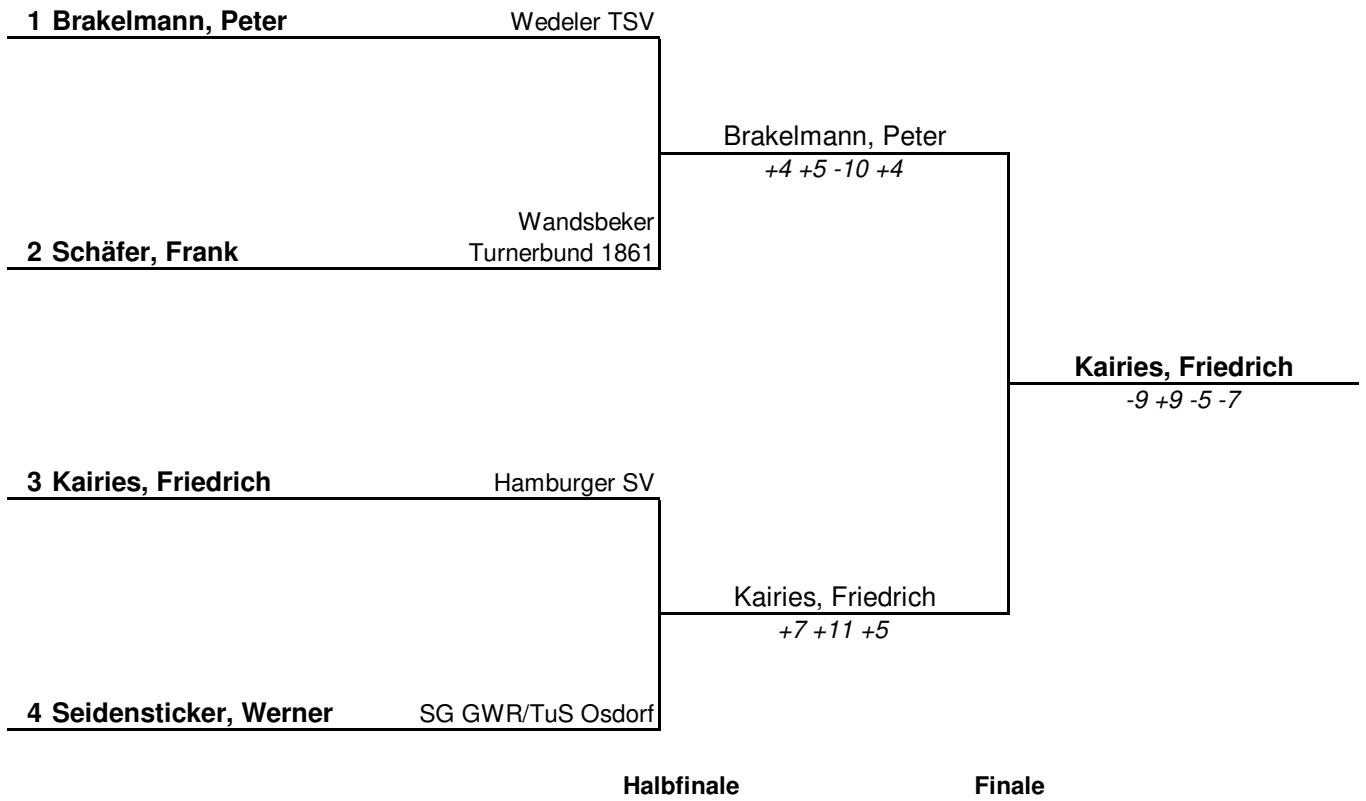 1 Brakelmann, Peter Wedeler TSV
Brakelmann, Peter
+4 +5 -10 +4
Wandsbeker
2 Schäfer, Frank Turnerbund 1861
Kairies, Friedrich
-9 +9 -5 -7
3 Kairies, Friedrich Hamburger SV
Kairies, Friedrich
+7 +11 +5
4 Seidensticker, Werner SG GWR/TuS Osdorf
Halbfinale Finale